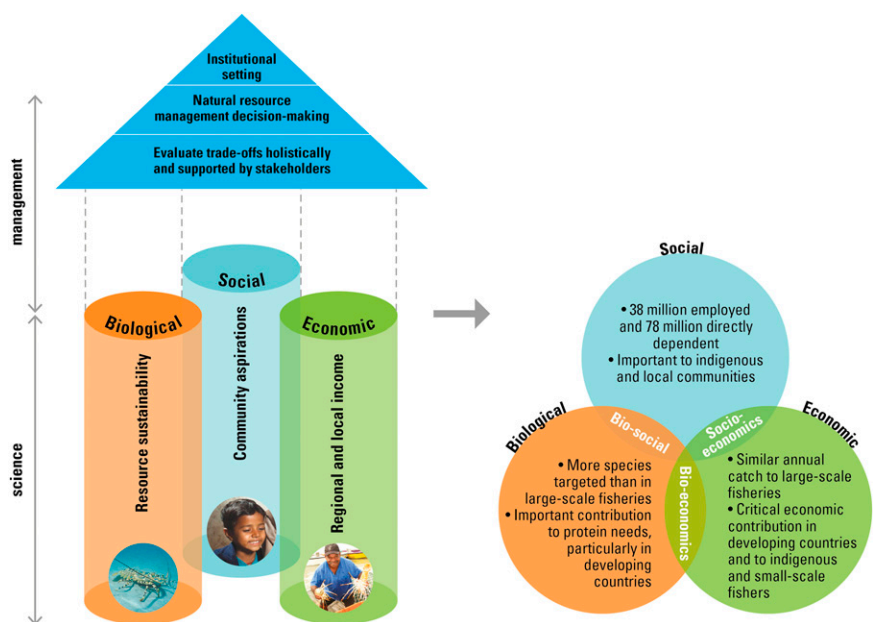 Institutional
setting
Natural resource
management decision-making
Evaluate trade-offs holistically
and supported by stakeholders
management
science
Social
Biological
Economic
Resource sustainability
Community aspirations
Regional and local income
Social
• 38 million employed
and 78 million directly
dependent
• Important to indigenous
and local communities
Biological
Economic
Bio-social
Socio-
economics
Bio-economics
• More species
targeted than in
large-scale fisheries
• Important contribution
to protein needs,
particularly in
developing
countries
• Similar annual
catch to large-scale
fisheries
• Critical economic
contribution in
developing countries
and to indigenous
and small-scale
fishers